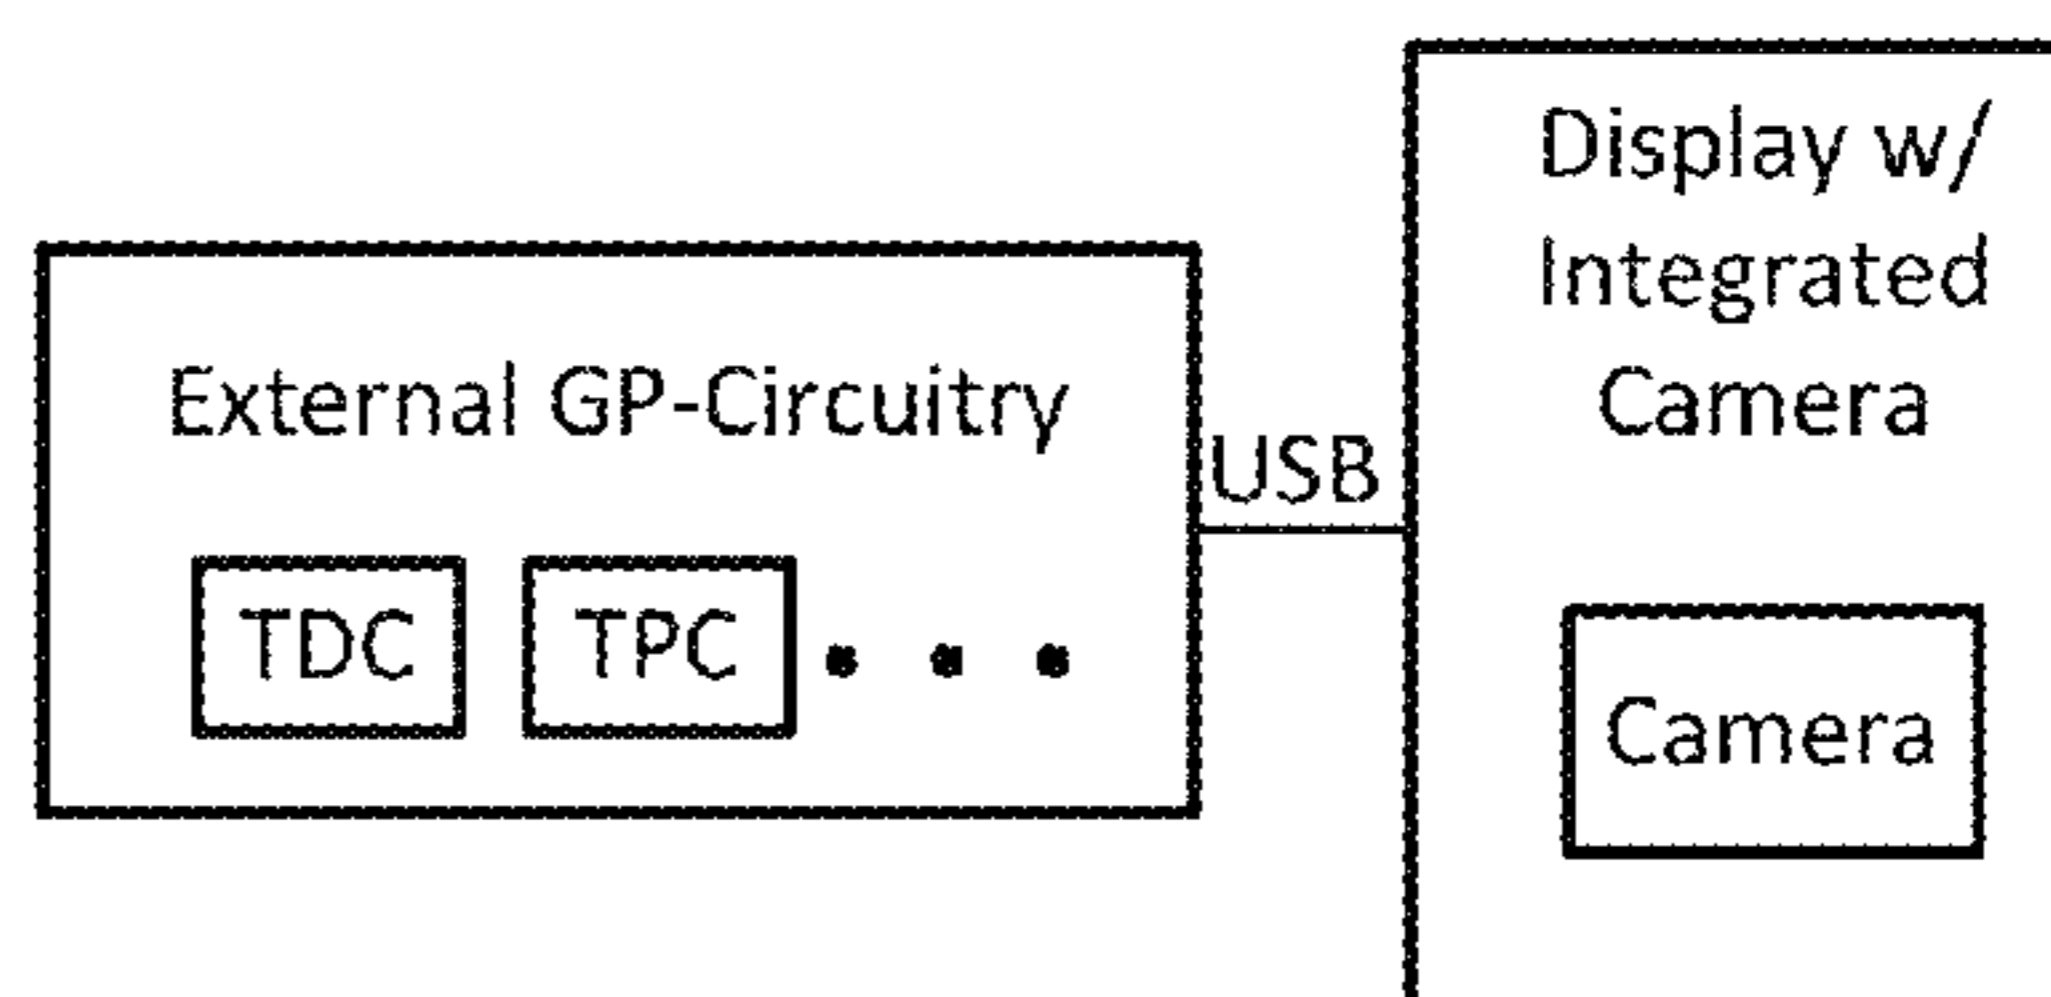 External GP-Circuitry
TDC
TPC
USB
Display w/
Integrated
Camera
Camera